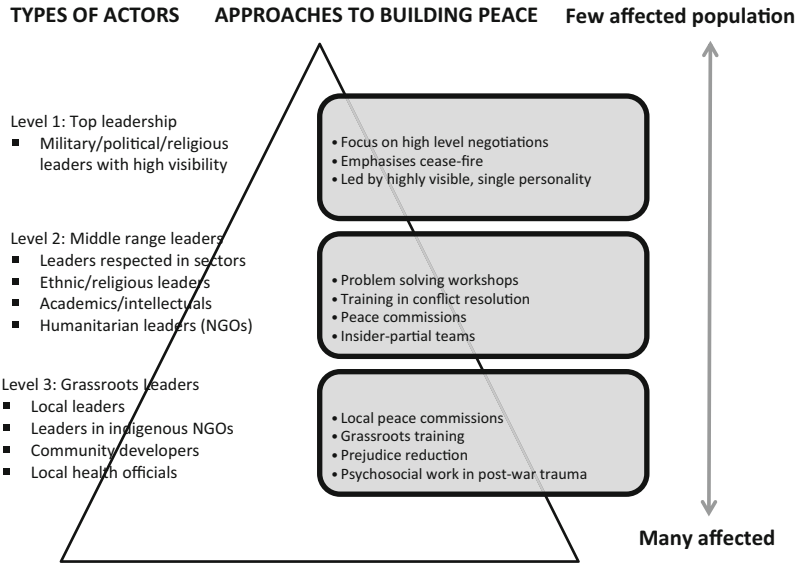 TYPES OF ACTORS APPROACHES TO BUILDING PEACE Few affected population
Level 1: Top leadership
▪ Military/political/religious
leaders with high visibility
• Focus on high level negotiations
• Emphasises cease-fire
• Led by highly visible, single personality
Level 2: Middle range leaders
▪ Leaders respected in sectors
▪ Ethnic/religious leaders
▪ Academics/intellectuals
▪ Humanitarian leaders (NGOs)
• Problem solving workshops
• Training in conflict resolution
• Peace commissions
• Insider-partial teams
Level 3: Grassroots Leaders
▪ Local leaders
▪ Leaders in indigenous NGOs
▪ Community developers
▪ Local health officials
• Local peace commissions
• Grassroots training
• Prejudice reduction
• Psychosocial work in post-war trauma
Many affected